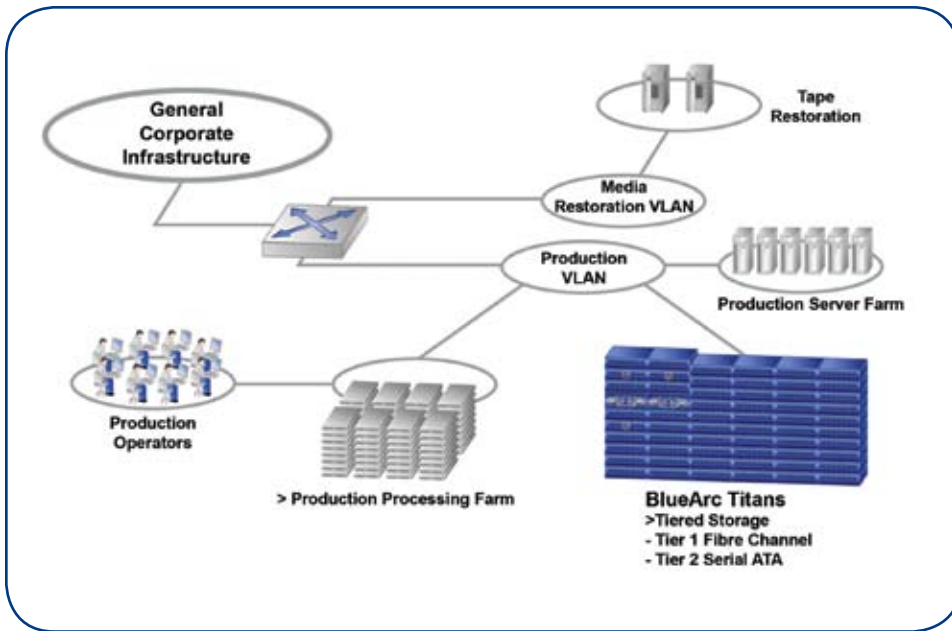 General
Corporate
Infrastructure
Tape
Restoration
Media
Restoration VLAN
Production
VLAN
Production Server Farm
Production
Operators
> Production Processing Farm
BlueArc Titans
>Tiered Storage
- Tier 1 Fibre Channel
- Tier 2 Serial ATA